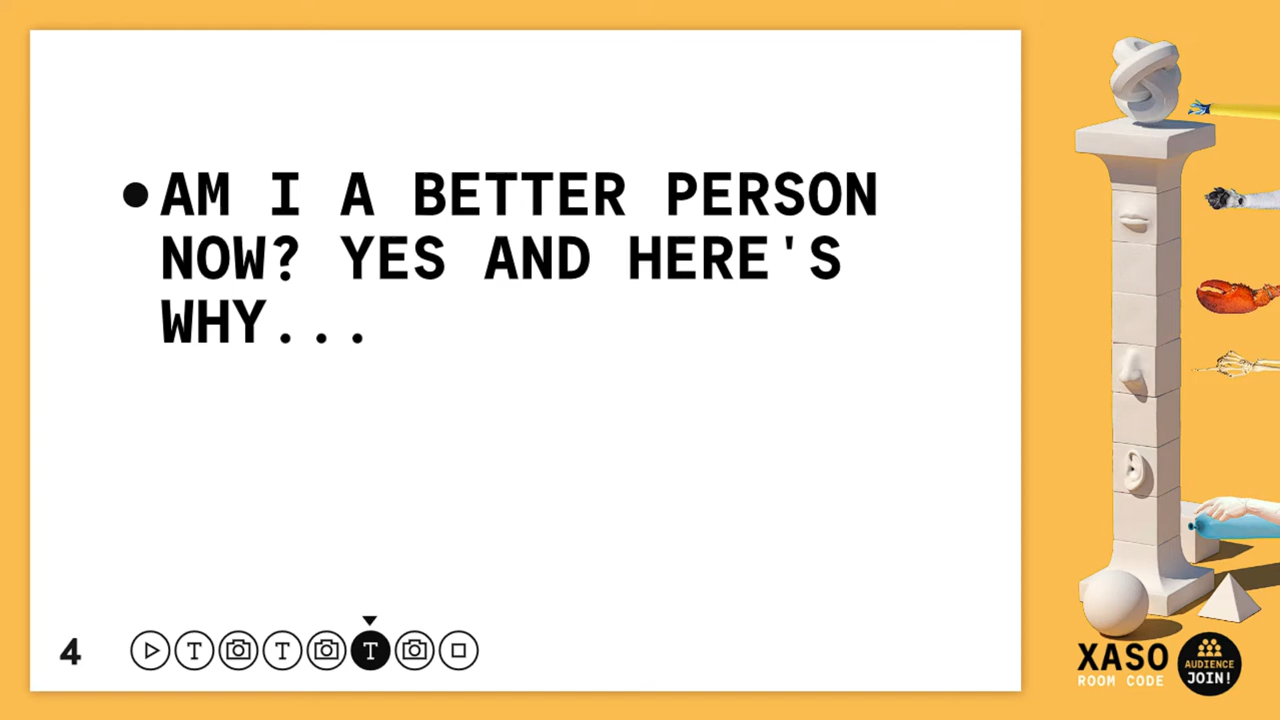 •AM I A BETTER PERSON
NOW? YES AND HERE'S
WHY...
4
T
T
T
XASO
ROOM CODE
AUDIENCE
JOIN!